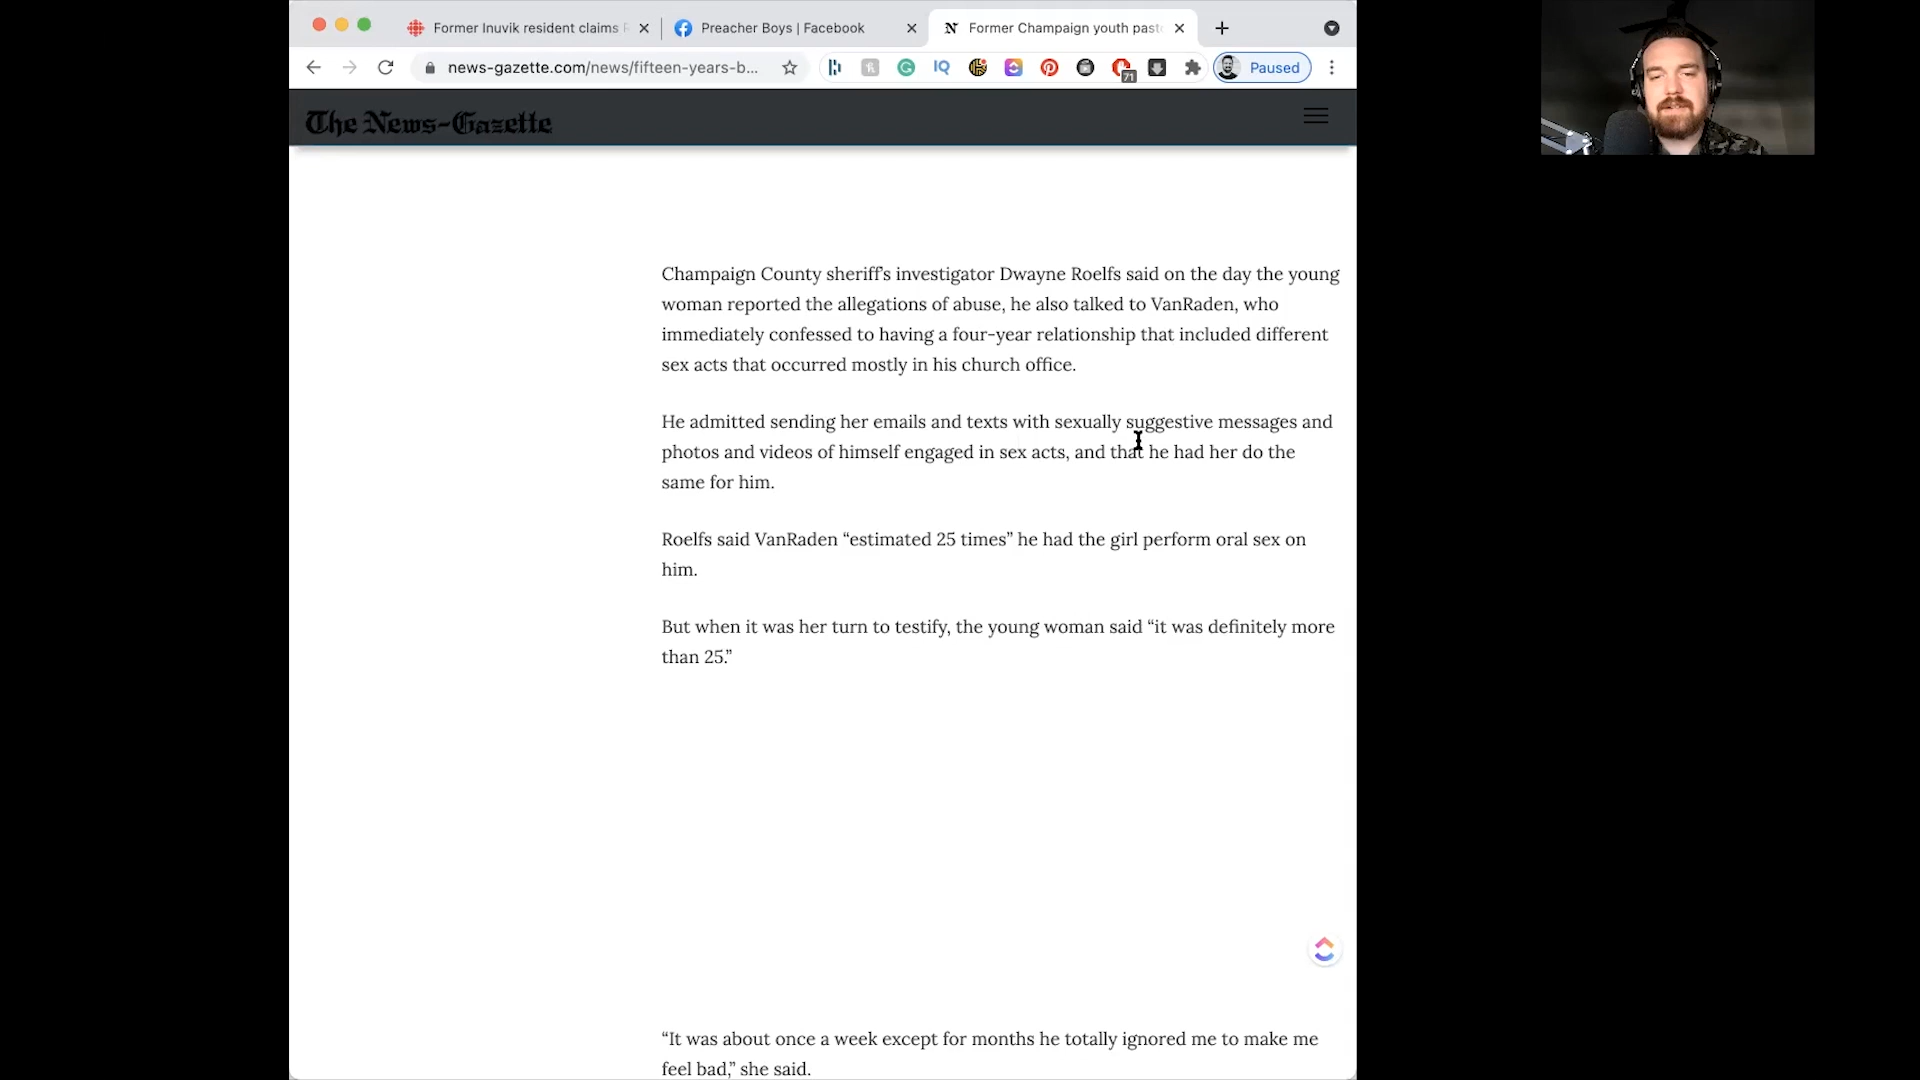 Former Inuvik resident claims
Preacher Boys | Facebook
Former Champaign youth past
news-gazette.com/news/fifteen-years-b...
IQ
71
Paused
The News-Gazette
Champaign County sheriff's investigator Dwayne Roelfs said on the day the young
woman reported the allegations of abuse, he also talked to VanRaden, who
immediately confessed to having a four-year relationship that included different
sex acts that occurred mostly in his church office.
He admitted sending her emails and texts with sexually suggestive messages and
photos and videos of himself engaged in sex acts, and that he had her do the
same for him.
Roelfs said VanRaden “estimated 25 times” he had the girl perform oral sex on
him.
But when it was her turn to testify, the young woman said “it was definitely more
than 25.”
“It was about once a week except for months he totally ignored me to make me
feel bad,” she said.